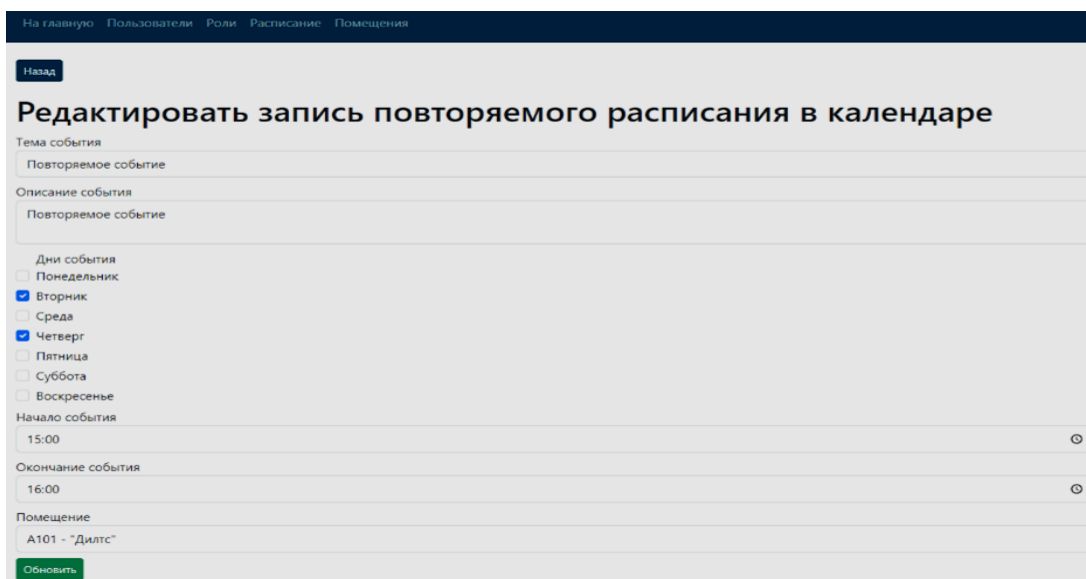 На главную Пользователи Роли Расписание Помещения
Назад
Редактировать запись повторяемого расписания в календаре
Тема события
Повторяемое событие
Описание события
Повторяемое событие
Дни события
Понедельник
Вторник
Среда
Четверг
Пятница
Суббота
Воскресенье
Начало события
15:00
Окончание события
16:00
Помещение
А101 - "Дилтс"
Обновить